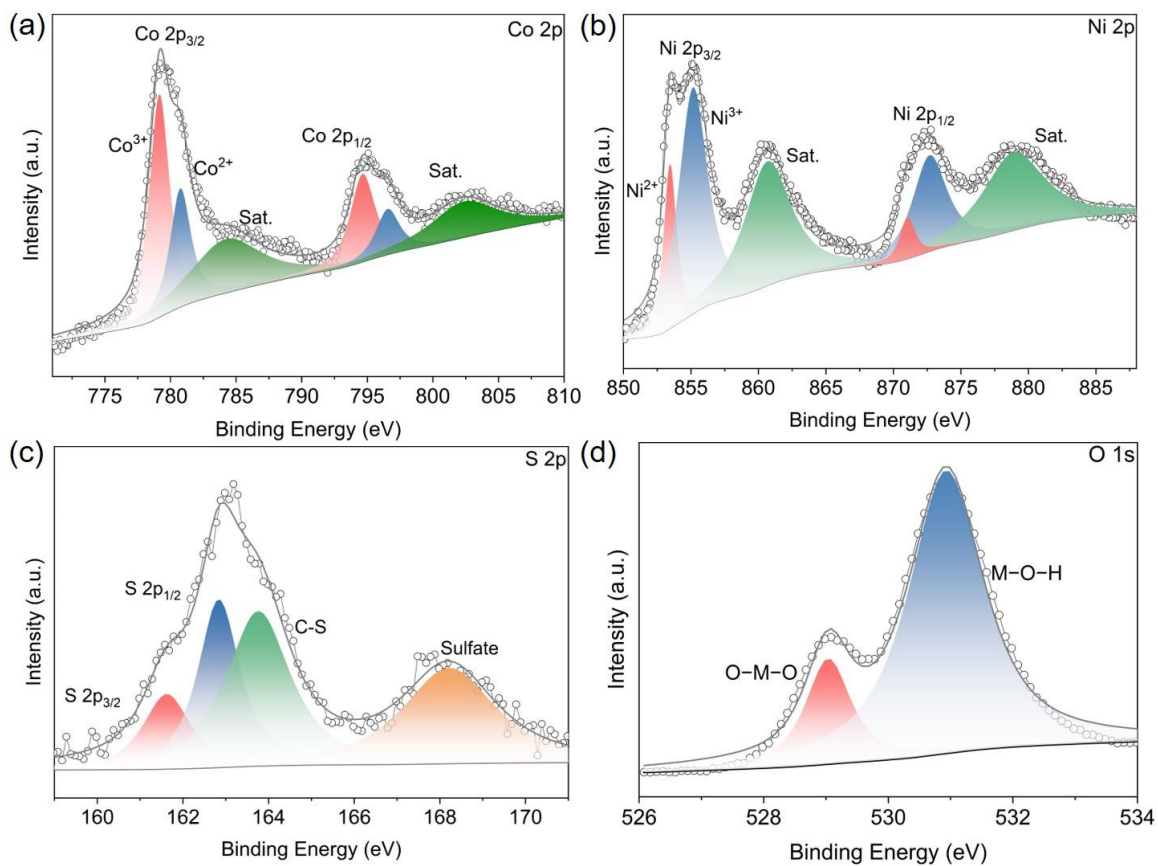 (a)
Co 2p
Co 2p3/2
Co3+
Co2+
Sat.
Co 2p1/2
Sat.
Intensity (a.u.)
775 780 785 790 795 800 805 810
Binding Energy (eV)
(b)
Ni 2p
Ni 2p3/2
Ni3+
Ni2+
Sat.
Ni 2p1/2
Sat.
Intensity (a.u.)
850 855 860 865 870 875 880 885
Binding Energy (eV)
(c)
S 2p
S 2p1/2
C-S
Sulfate
S 2p3/2
Intensity (a.u.)
160 162 164 166 168 170
Binding Energy (eV)
(d)
O 1s
M−O−H
O−M−O
Intensity (a.u.)
526 528 530 532 534
Binding Energy (eV)